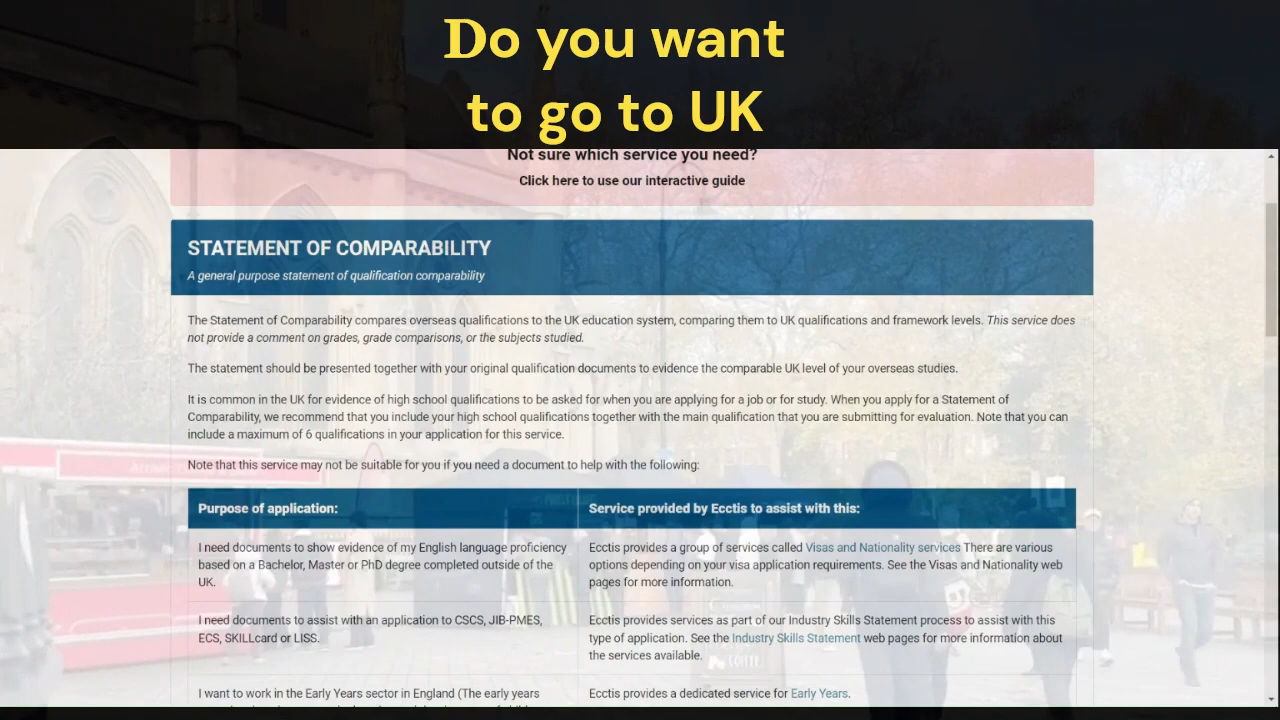 Do you want
to go to UK
Not sure which service you need?
Click here to use our interactive guide
STATEMENT OF COMPARABILITY
A general purpose statement of qualification comparability
The Statement of Comparability compares overseas qualifications to the UK education system, comparing them to UK qualifications and framework levels. This service does
not provide a comment on grades, grade comparisons, or the subjects studied.
The statement should be presented together with your original qualification documents to evidence the comparable UK level of your overseas studies.
It is common in the UK for evidence of high school qualifications to be asked for when you are applying for a job or for study. When you apply for a Statement of
Comparability, we recommend that you include your high school qualifications together with the main qualification that you are submitting for evaluation. Note that you can
include a maximum of 6 qualifications in your application for this service.
Note that this service may not be suitable for you if you need a document to help with the following:
Purpose of application:
Service provided by Ecctis to assist with this:
I need documents to show evidence of my English language proficiency
based on a Bachelor, Master or PhD degree completed outside of the
UK.
Ecctis provides a group of services called Visas and Nationality services There are various
options depending on your visa application requirements. See the Visas and Nationality web
pages for more information.
I need documents to assist with an application to CSCS, JIB-PMES,
ECS, SKILLcard or LISS.
Ecctis provides services as part of our Industry Skills Statement process to assist with this
type of application. See the Industry Skills Statement web pages for more information about
the services available.
I want to work in the Early Years sector in England (The early years
Ecctis provides a dedicated service for Early Years.